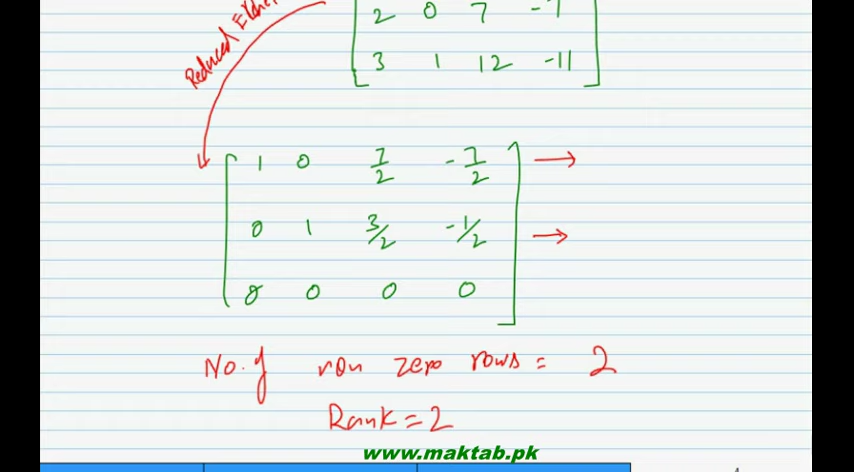 2 0 7 -7
Reduced
3 1 12 -11
1 0 7/2 -7/2
0 1 3/2 -1/2
0 0 0 0
No. of non zero rows = 2
Rank = 2
www.maktab.pk